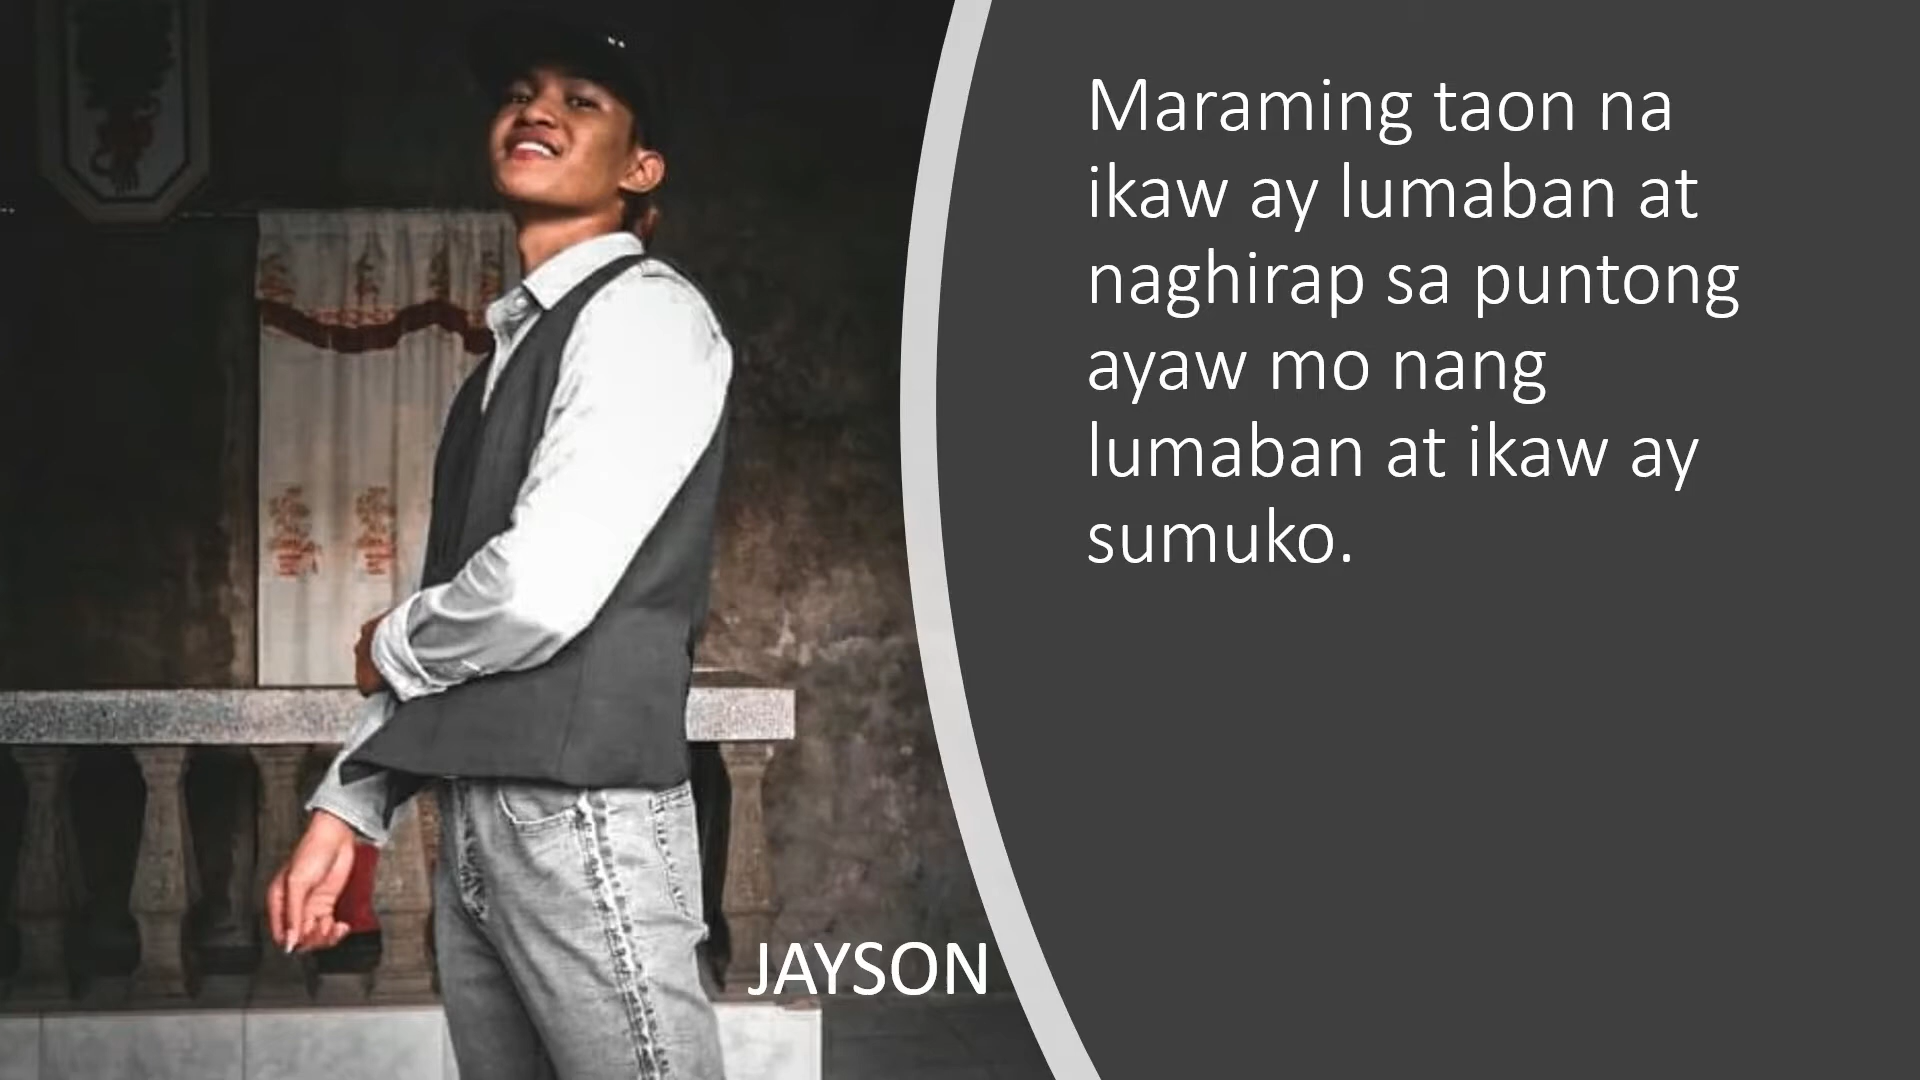 Maraming taon na
ikaw ay lumaban at
naghirap sa puntong
ayaw mo nang
lumaban at ikaw ay
sumuko.
JAYSON